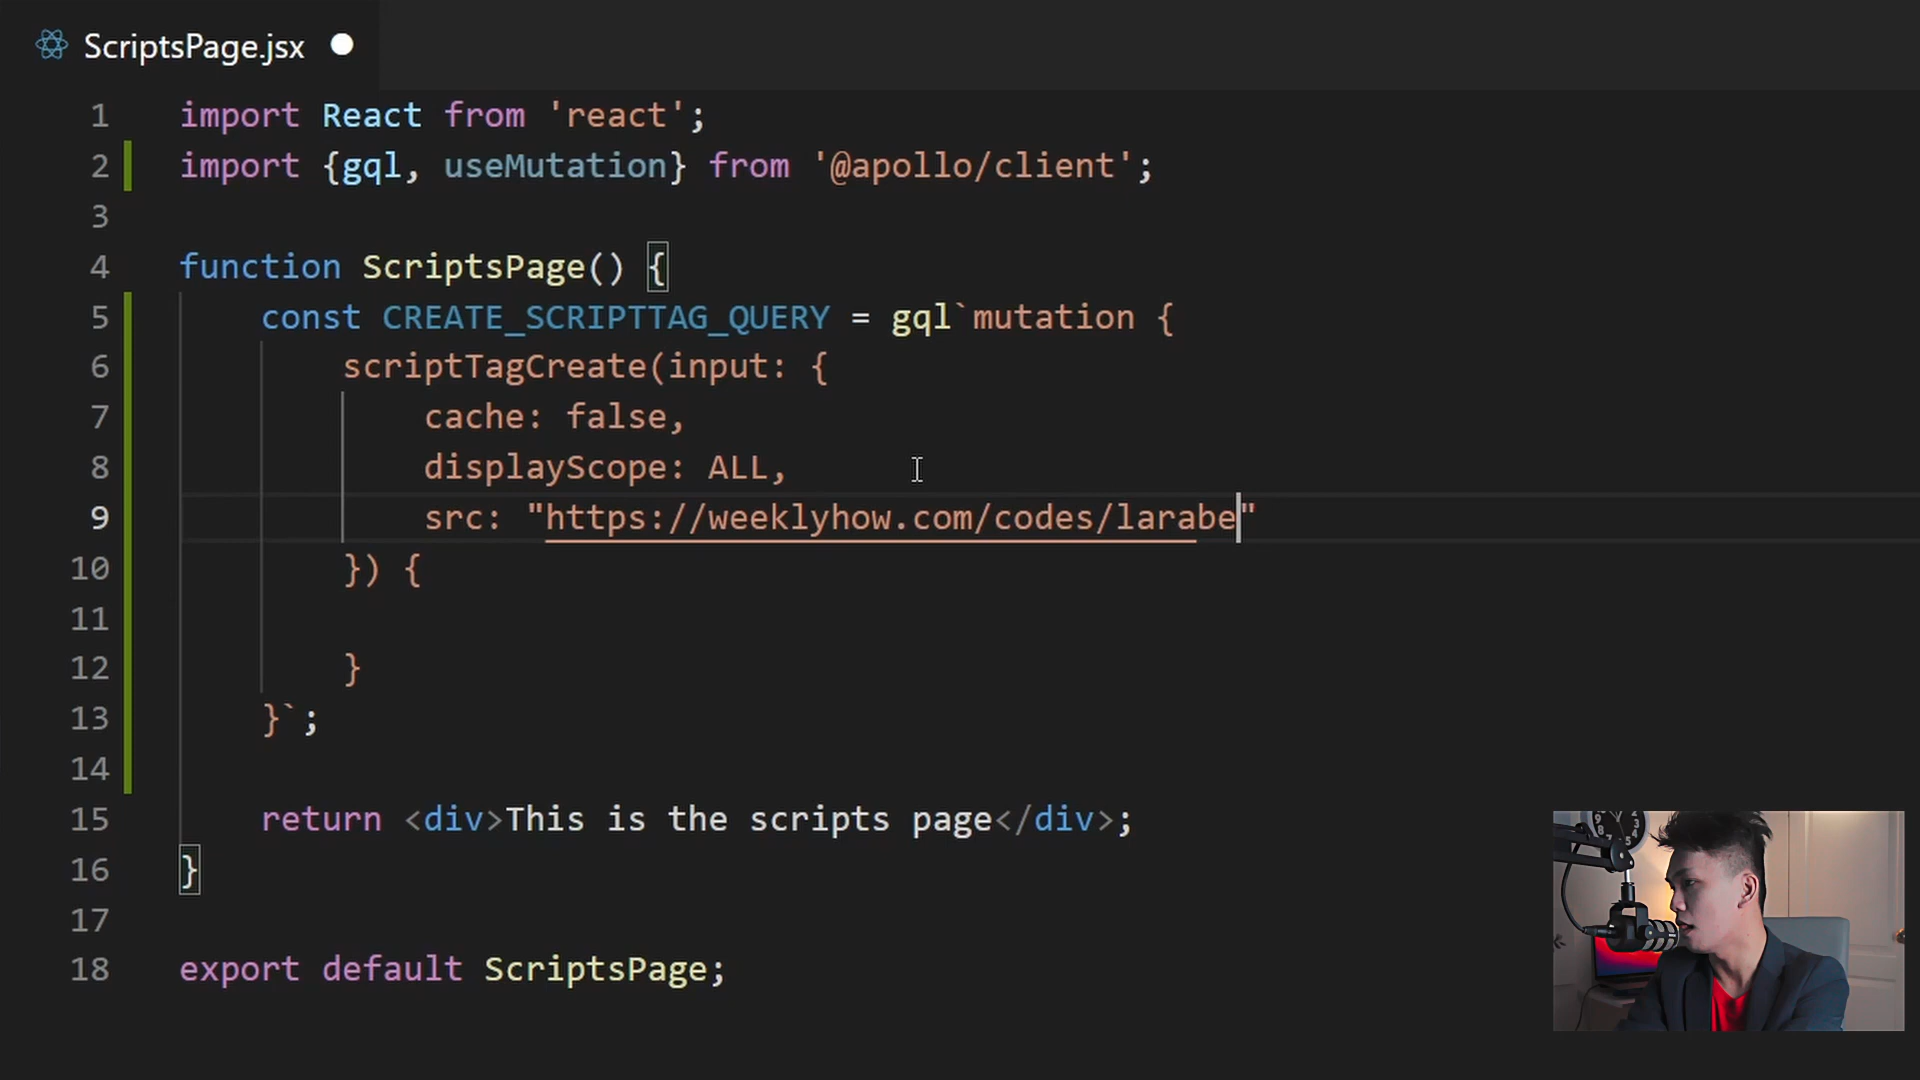 ScriptsPage.jsx
1 import React from 'react';
2 import {gql, useMutation} from '@apollo/client';
3
4 function ScriptsPage() {
5 const CREATE_SCRIPTTAG_QUERY = gql`mutation {
6 scriptTagCreate(input: {
7 cache: false,
8 displayScope: ALL,
9 src: "https://weeklyhow.com/codes/larabe"
10 }) {
11
12 }
13 }`;
14
15 return <div>This is the scripts page</div>;
16 }
17
18 export default ScriptsPage;